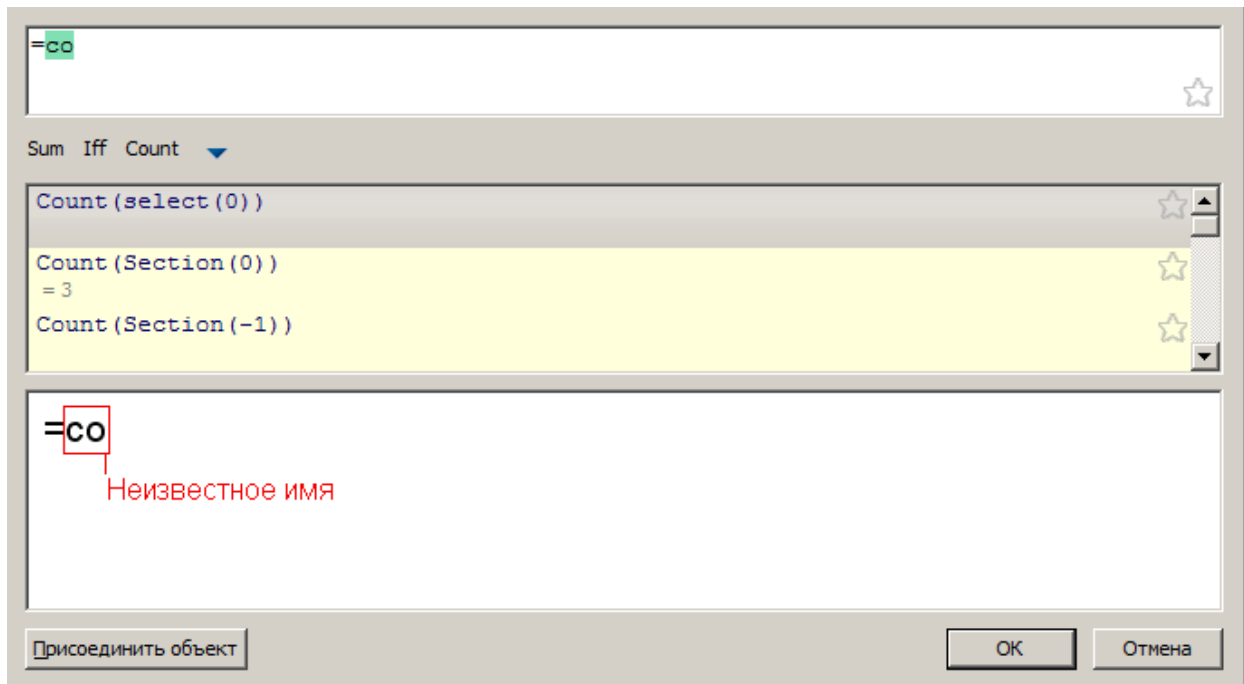 =co
Sum Iff Count
Count(select(0))
Count(Section(0))
= 3
Count(Section(-1))
=co
Неизвестное имя
Присоединить объект
OK
Отмена